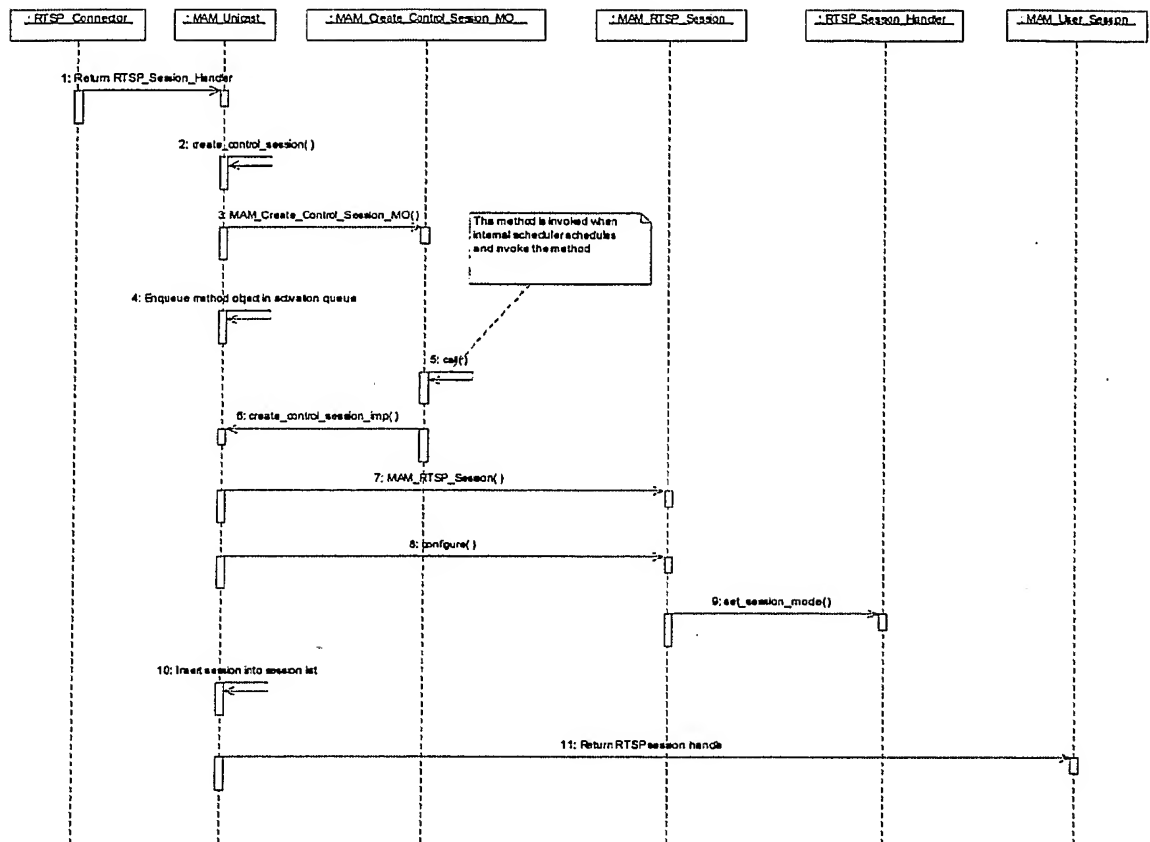 : RTSP_Connector
: MAM_Unicast
: MAM_Create_Control_Session_MO
: MAM_RTSP_Session
: RTSP_Session_Handler
: MAM_User_Session
1: Return RTSP_Session_Handler
2: create_control_session( )
3: MAM_Create_Control_Session_MO()
This method is invoked when
internal scheduler schedules
and invoke the method
4: Enqueue method object in activation queue
5: call()
6: create_control_session_imp( )
7: MAM_RTSP_Session( )
8: configure( )
9: set_session_mode( )
10: Insert session into session list
11: Return RTSP session handle